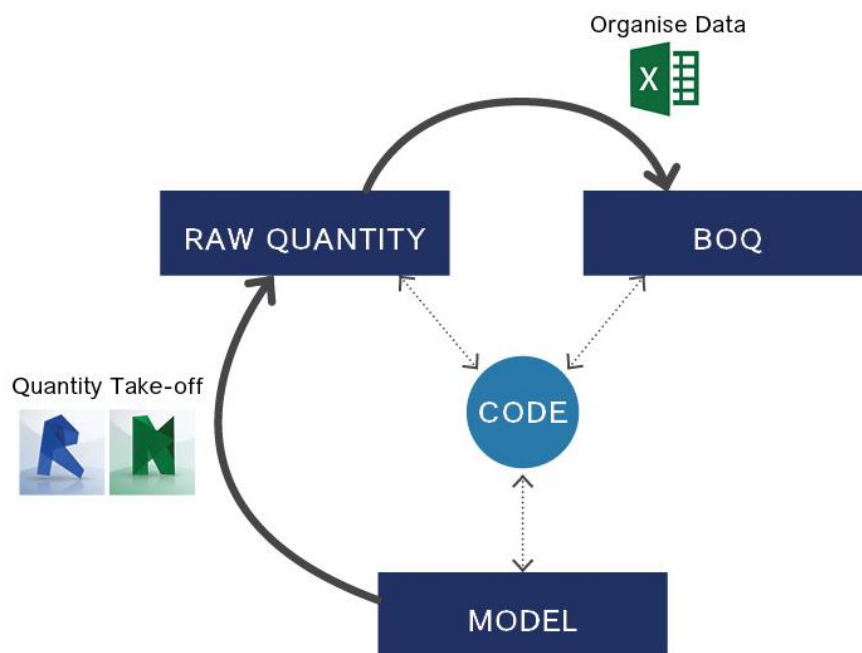 Organise Data
X
RAW QUANTITY
BOQ
Quantity Take-off
CODE
MODEL